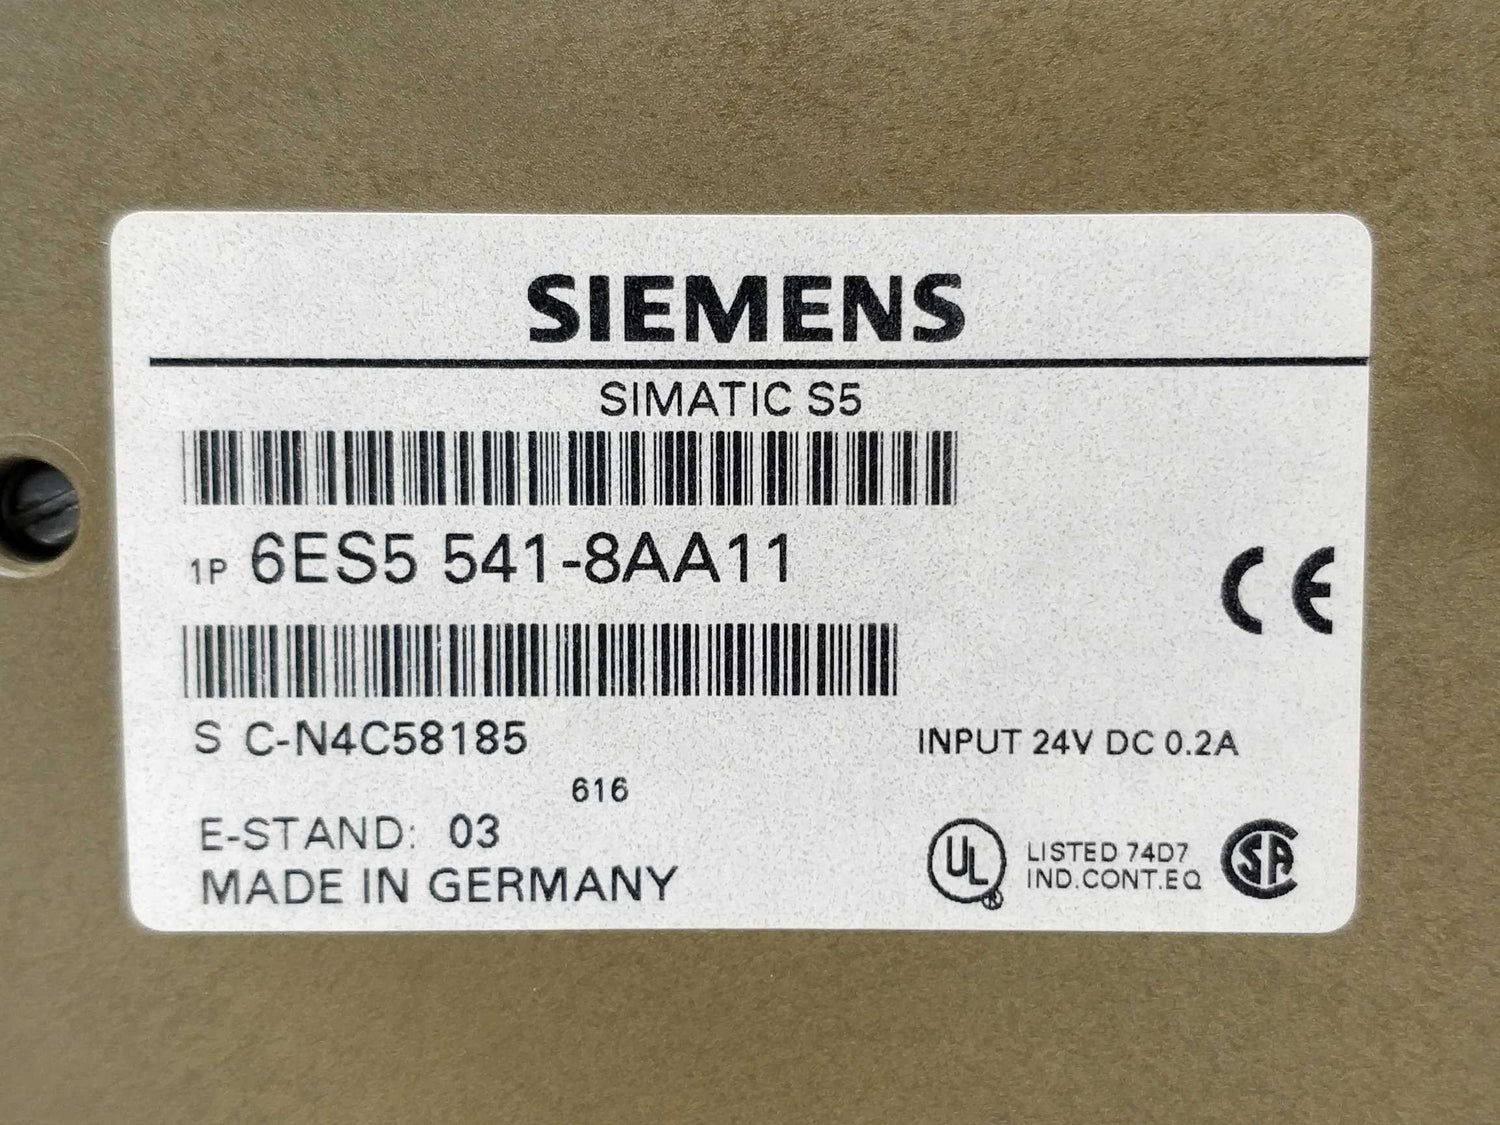 SIEMENS
SIMATIC S5
1P 6ES5 541-8AA11
CE
S C-N4C58185
INPUT 24V DC 0.2A
616
E-STAND: 03
MADE IN GERMANY
UL ® LISTED 74D7
IND.CONT.EQ
SA